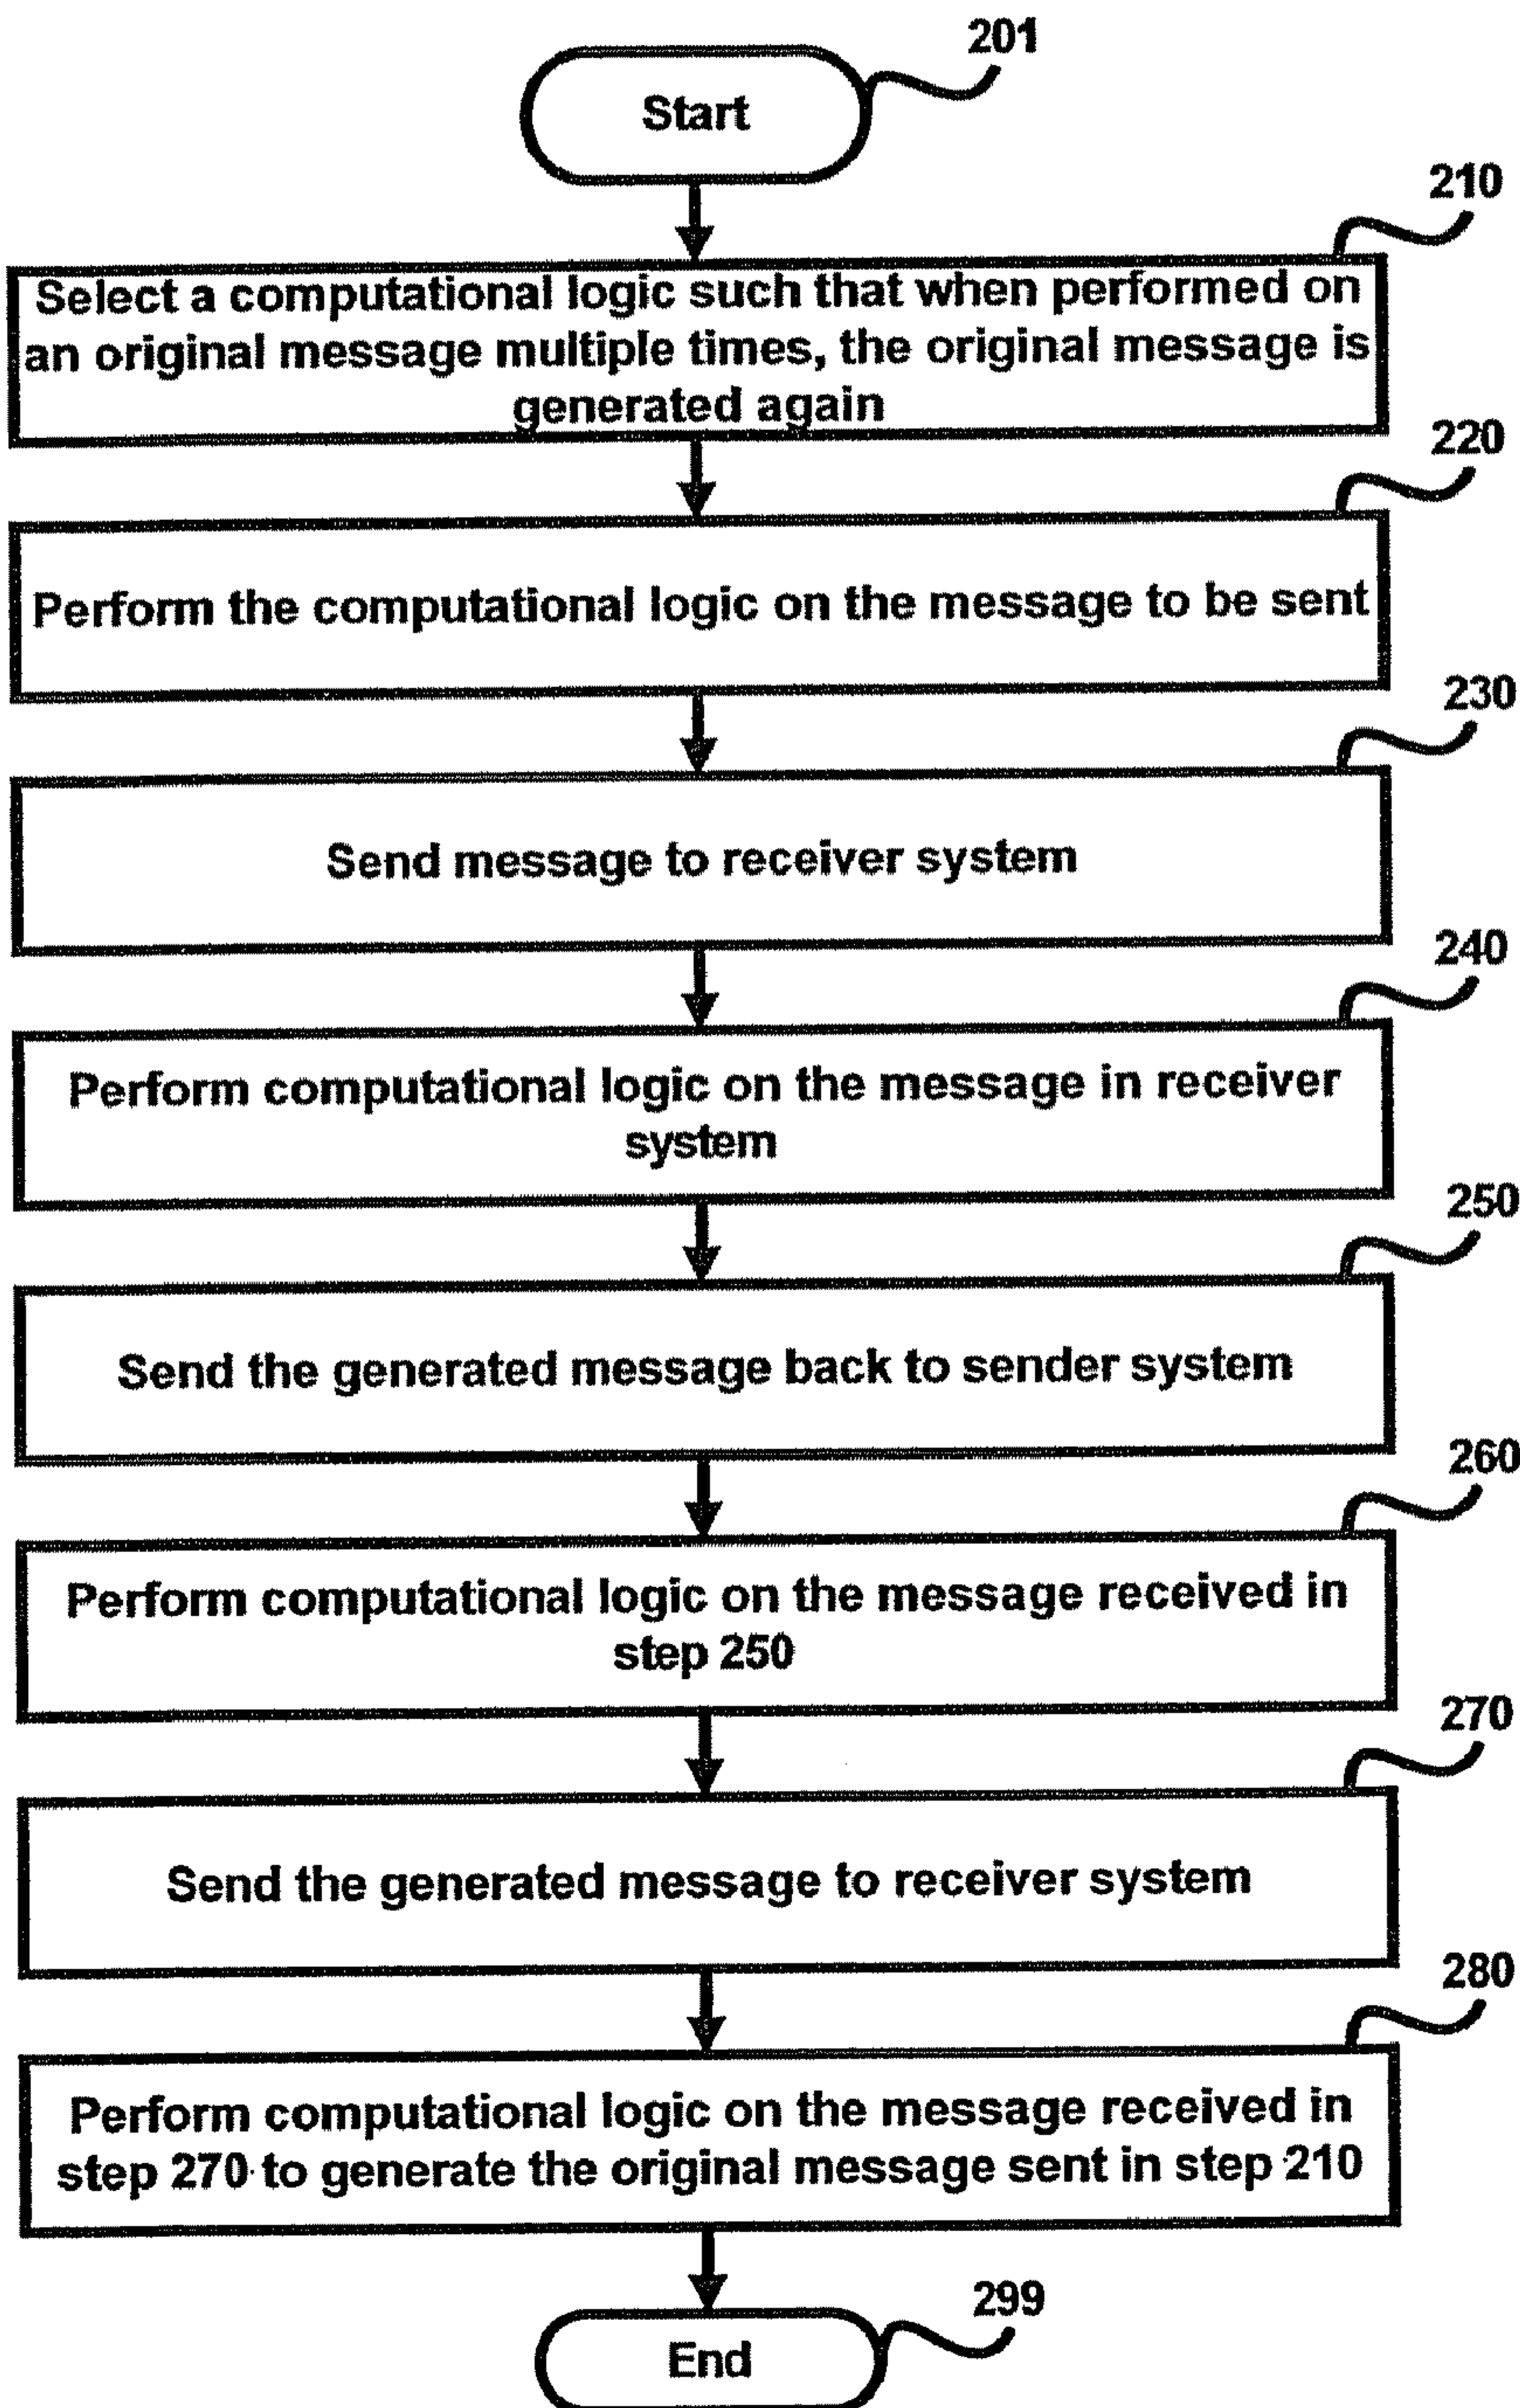 201
Start
210
Select a computational logic such that when performed on
an original message multiple times, the original message is
generated again
220
Perform the computational logic on the message to be sent
230
Send message to receiver system
240
Perform computational logic on the message in receiver
system
250
Send the generated message back to sender system
260
Perform computational logic on the message received in
step 250
270
Send the generated message to receiver system
280
Perform computational logic on the message received in
step 270 to generate the original message sent in step 210
299
End